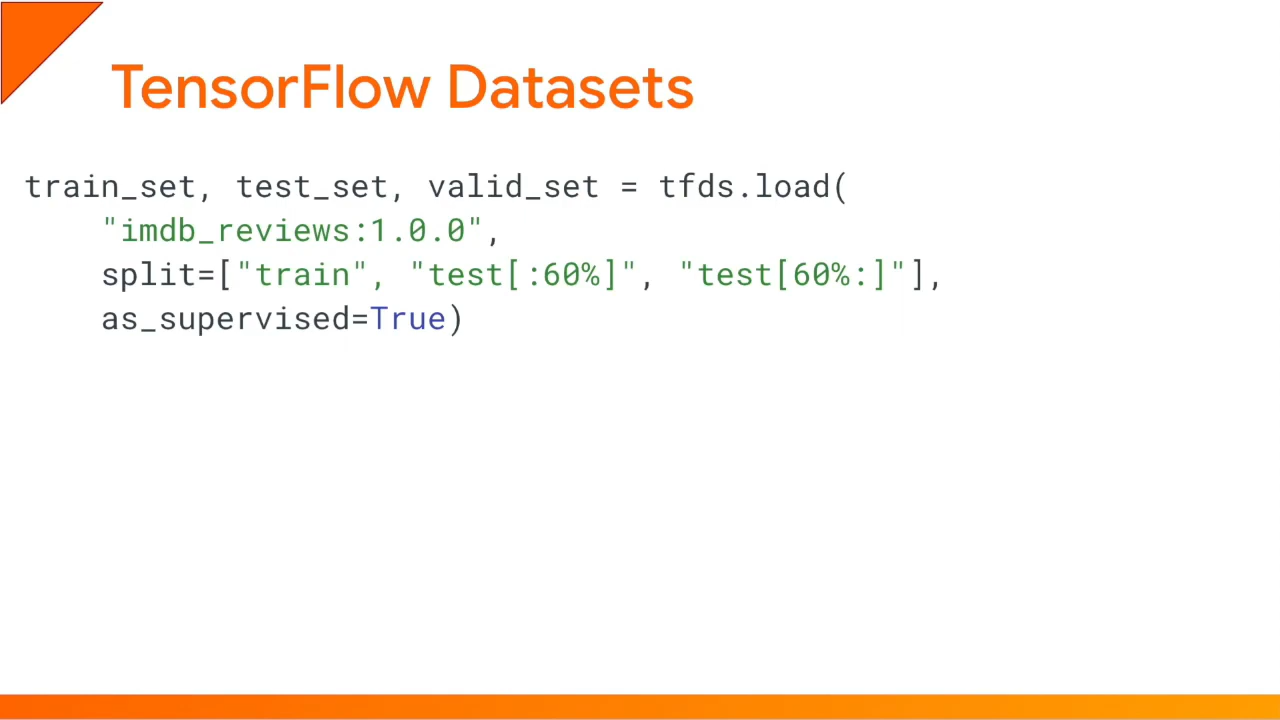 TensorFlow Datasets
train_set, test_set, valid_set = tfds.load(
    "imdb_reviews:1.0.0",
    split=["train", "test[:60%]", "test[60%:]"],
    as_supervised=True)